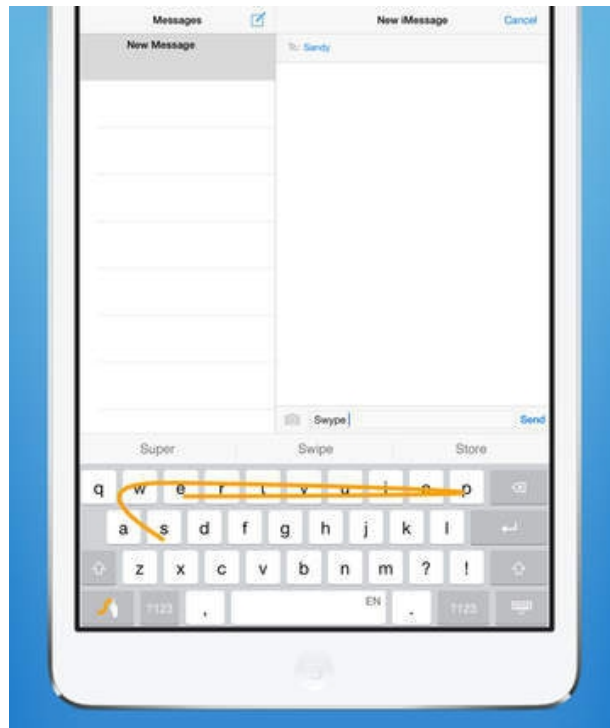 Messages
New iMessage
Cancel
New Message
To: Sandy
Swype
Send
Super
Swipe
Store
q w e r t y u i o p
a s d f g h j k l
z x c v b n m ? !
?123 , EN . ?123